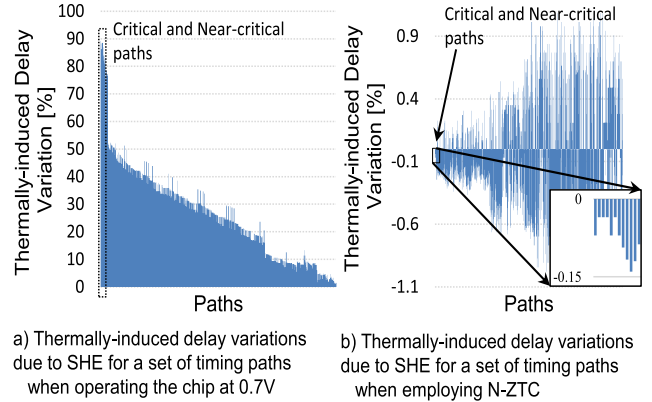 100
90
80
70
60
50
40
30
20
10
0
Thermally-induced Delay
Variation [%]
Critical and Near-critical
paths
Paths
a) Thermally-induced delay variations
due to SHE for a set of timing paths
when operating the chip at 0.7V
Critical and Near-critical
paths
0.9
0.4
-0.1
-0.6
-1.1
Thermally-induced Delay
Variation [%]
0
-0.15
Paths
b) Thermally-induced delay variations
due to SHE for a set of timing paths
when employing N-ZTC